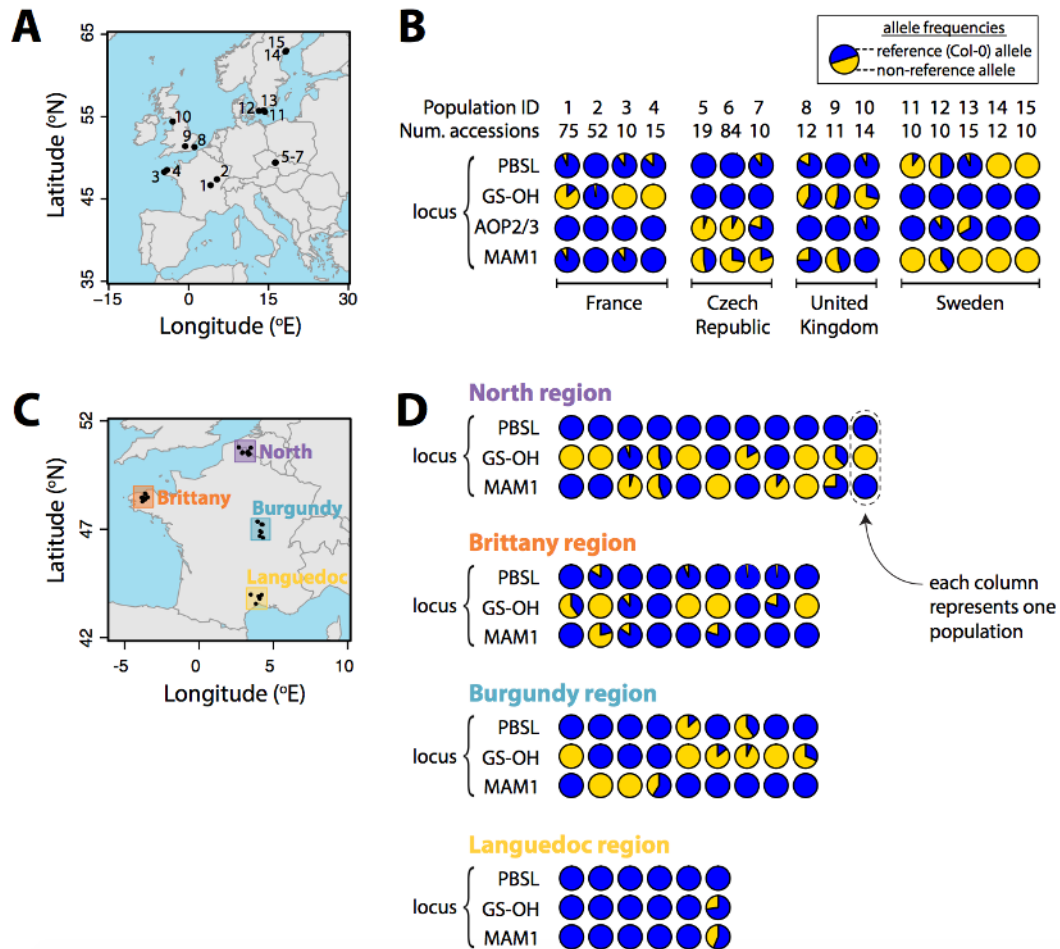 A
65
55
45
35
Latitude (°N)
15
14
13
12
11
10
9
8
5-7
4
3
2
1
-15
0
15
30
Longitude (°E)
B
allele frequencies
reference (Col-0) allele
non-reference allele
Population ID 1 2 3 4 5 6 7 8 9 10 11 12 13 14 15
Num. accessions 75 52 10 15 19 84 10 12 11 14 10 10 15 12 10
PBSL
GS-OH
locus
AOP2/3
MAM1
France
Czech Republic
United Kingdom
Sweden
C
52
47
42
Latitude (°N)
North
Brittany
Burgundy
Languedoc
-5
0
5
10
Longitude (°E)
D
North region
PBSL
locus GS-OH
MAM1
Brittany region
PBSL
locus GS-OH
MAM1
each column
represents one
population
Burgundy region
PBSL
locus GS-OH
MAM1
Languedoc region
PBSL
locus GS-OH
MAM1